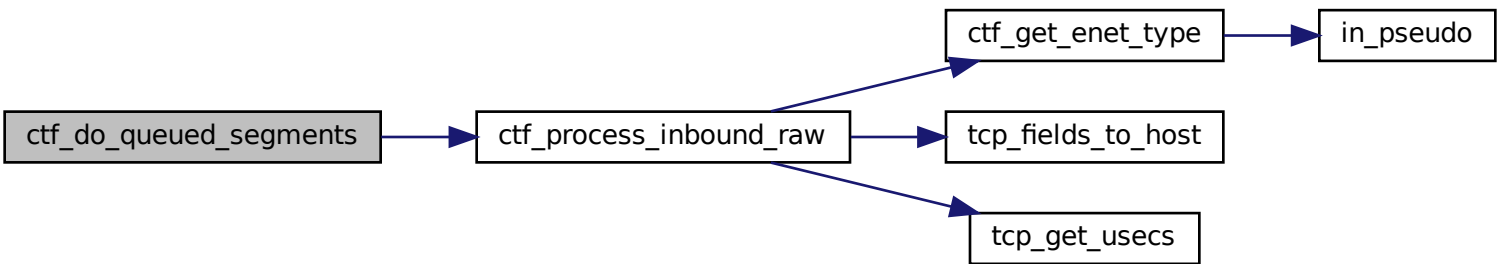 ctf_get_enet_type
in_pseudo
ctf_do_queued_segments
ctf_process_inbound_raw
tcp_fields_to_host
tcp_get_usecs